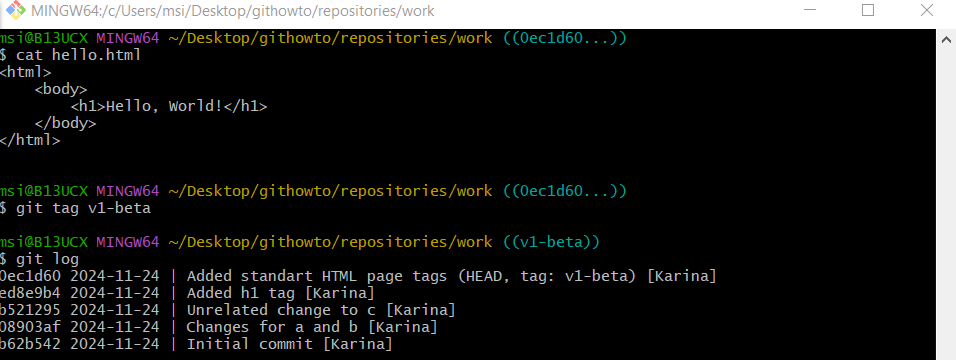 MINGW64:/c/Users/msi/Desktop/githowto/repositories/work
msi@B13UCX MINGW64 ~/Desktop/githowto/repositories/work ((0ec1d60...))
$ cat hello.html
<html>
    <body>
        <h1>Hello, World!</h1>
    </body>
</html>
msi@B13UCX MINGW64 ~/Desktop/githowto/repositories/work ((0ec1d60...))
$ git tag v1-beta
msi@B13UCX MINGW64 ~/Desktop/githowto/repositories/work ((v1-beta))
$ git log
0ec1d60 2024-11-24 | Added standart HTML page tags (HEAD, tag: v1-beta) [Karina]
ed8e9b4 2024-11-24 | Added h1 tag [Karina]
b521295 2024-11-24 | Unrelated change to c [Karina]
08903af 2024-11-24 | Changes for a and b [Karina]
b62b542 2024-11-24 | Initial commit [Karina]